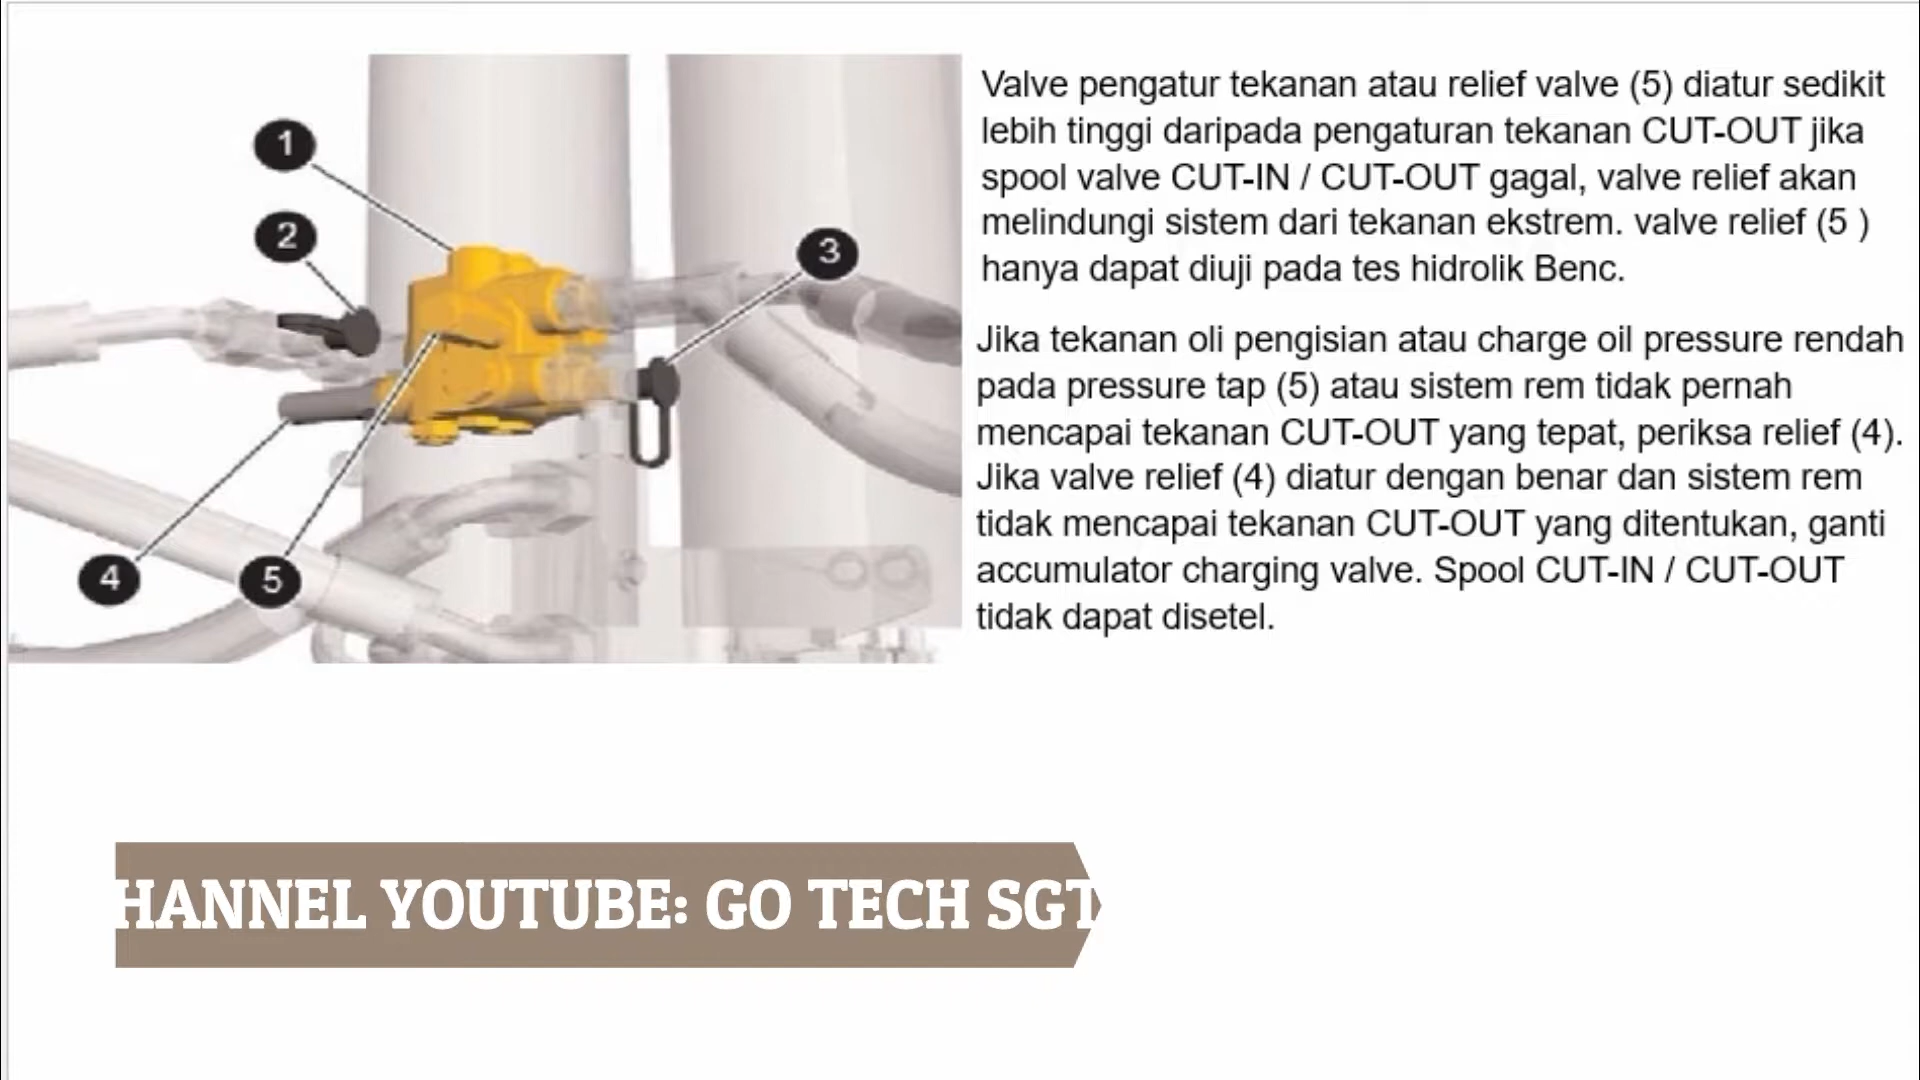 1
2
3
4
5
Valve pengatur tekanan atau relief valve (5) diatur sedikit
lebih tinggi daripada pengaturan tekanan CUT-OUT jika
spool valve CUT-IN / CUT-OUT gagal, valve relief akan
melindungi sistem dari tekanan ekstrem. valve relief (5 )
hanya dapat diuji pada tes hidrolik Benc.
Jika tekanan oli pengisian atau charge oil pressure rendah
pada pressure tap (5) atau sistem rem tidak pernah
mencapai tekanan CUT-OUT yang tepat, periksa relief (4).
Jika valve relief (4) diatur dengan benar dan sistem rem
tidak mencapai tekanan CUT-OUT yang ditentukan, ganti
accumulator charging valve. Spool CUT-IN / CUT-OUT
tidak dapat disetel.
HANNEL YOUTUBE: GO TECH SGT